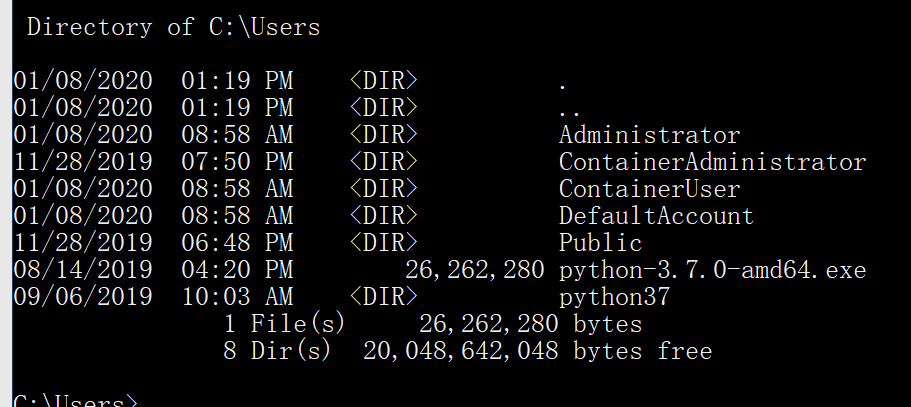 Directory of C:\Users
01/08/2020  01:19 PM    <DIR>          .
01/08/2020  01:19 PM    <DIR>          ..
01/08/2020  08:58 AM    <DIR>          Administrator
11/28/2019  07:50 PM    <DIR>          ContainerAdministrator
01/08/2020  08:58 AM    <DIR>          ContainerUser
01/08/2020  08:58 AM    <DIR>          DefaultAccount
11/28/2019  06:48 PM    <DIR>          Public
08/14/2019  04:20 PM        26,262,280 python-3.7.0-amd64.exe
09/06/2019  10:03 AM    <DIR>          python37
               1 File(s)     26,262,280 bytes
               8 Dir(s)  20,048,642,048 bytes free
C:\Users>